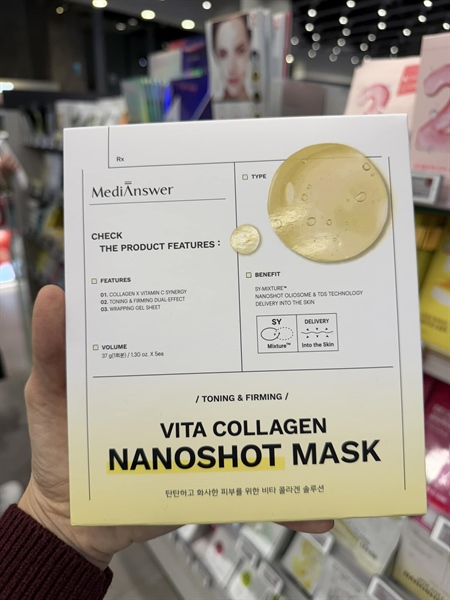 Rx
MediAnswer
TYPE
CHECK
THE PRODUCT FEATURES :
FEATURES
01. COLLAGEN X VITAMIN C SYNERGY
02. TONING & FIRMING DUAL-EFFECT
03. WRAPPING GEL SHEET
BENEFIT
SY-MIXTURE™
NANOSHOT OLIOSOME & TDS TECHNOLOGY
DELIVERY INTO THE SKIN
SY
Mixture™
DELIVERY
Into the Skin
VOLUME
37 g(1회분) / 1.30 oz. X 5ea
/ TONING & FIRMING /
VITA COLLAGEN
NANOSHOT MASK
탄탄하고 화사한 피부를 위한 비타 콜라겐 솔루션